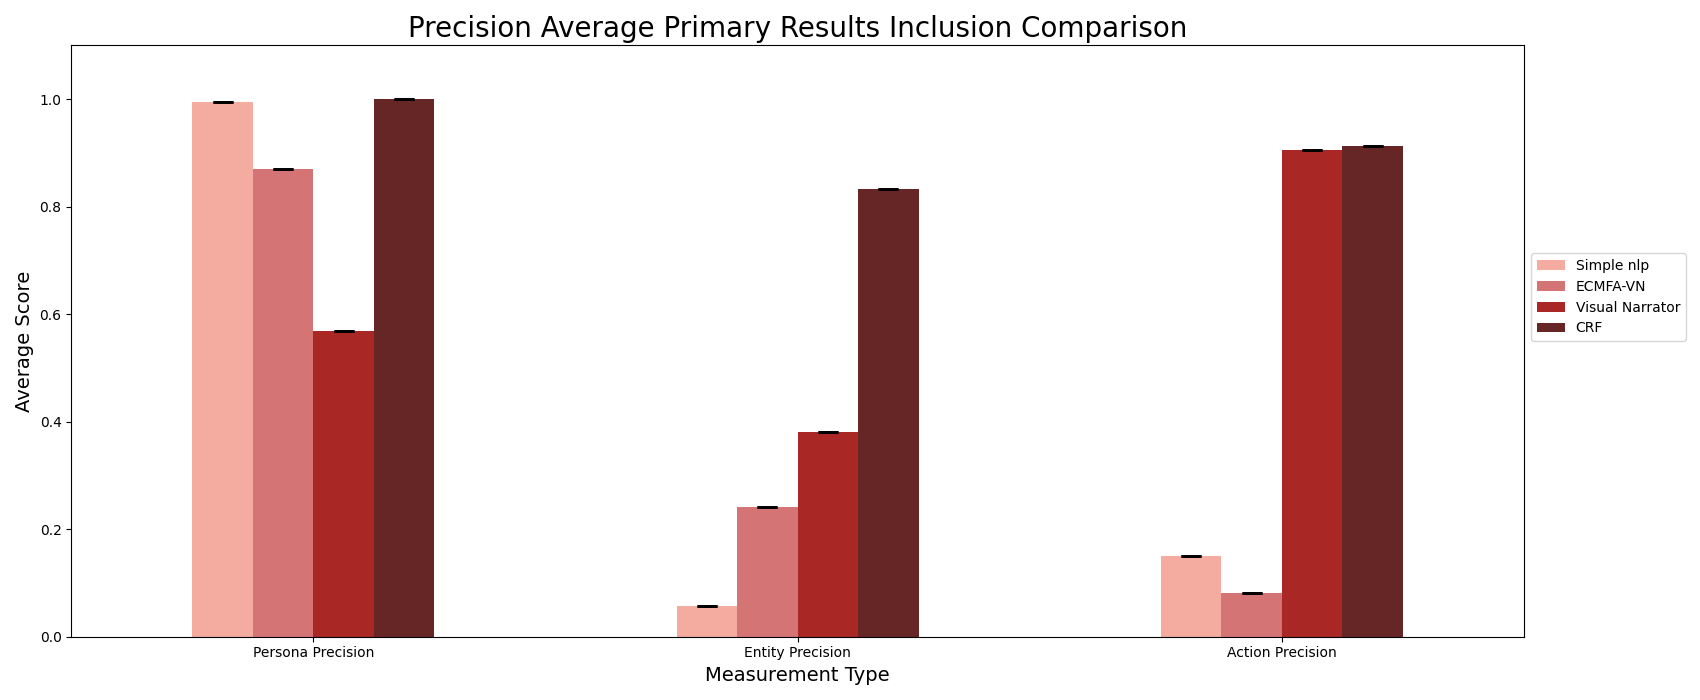 Precision Average Primary Results Inclusion Comparison
1.0
0.8
0.6
0.4
0.2
0.0
Average Score
Persona Precision
Entity Precision
Action Precision
Measurement Type
Simple nlp
ECMFA-VN
Visual Narrator
CRF